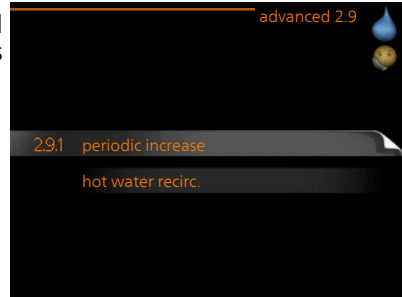 advanced 2.9
2.9.1 periodic increase
hot water recirc.